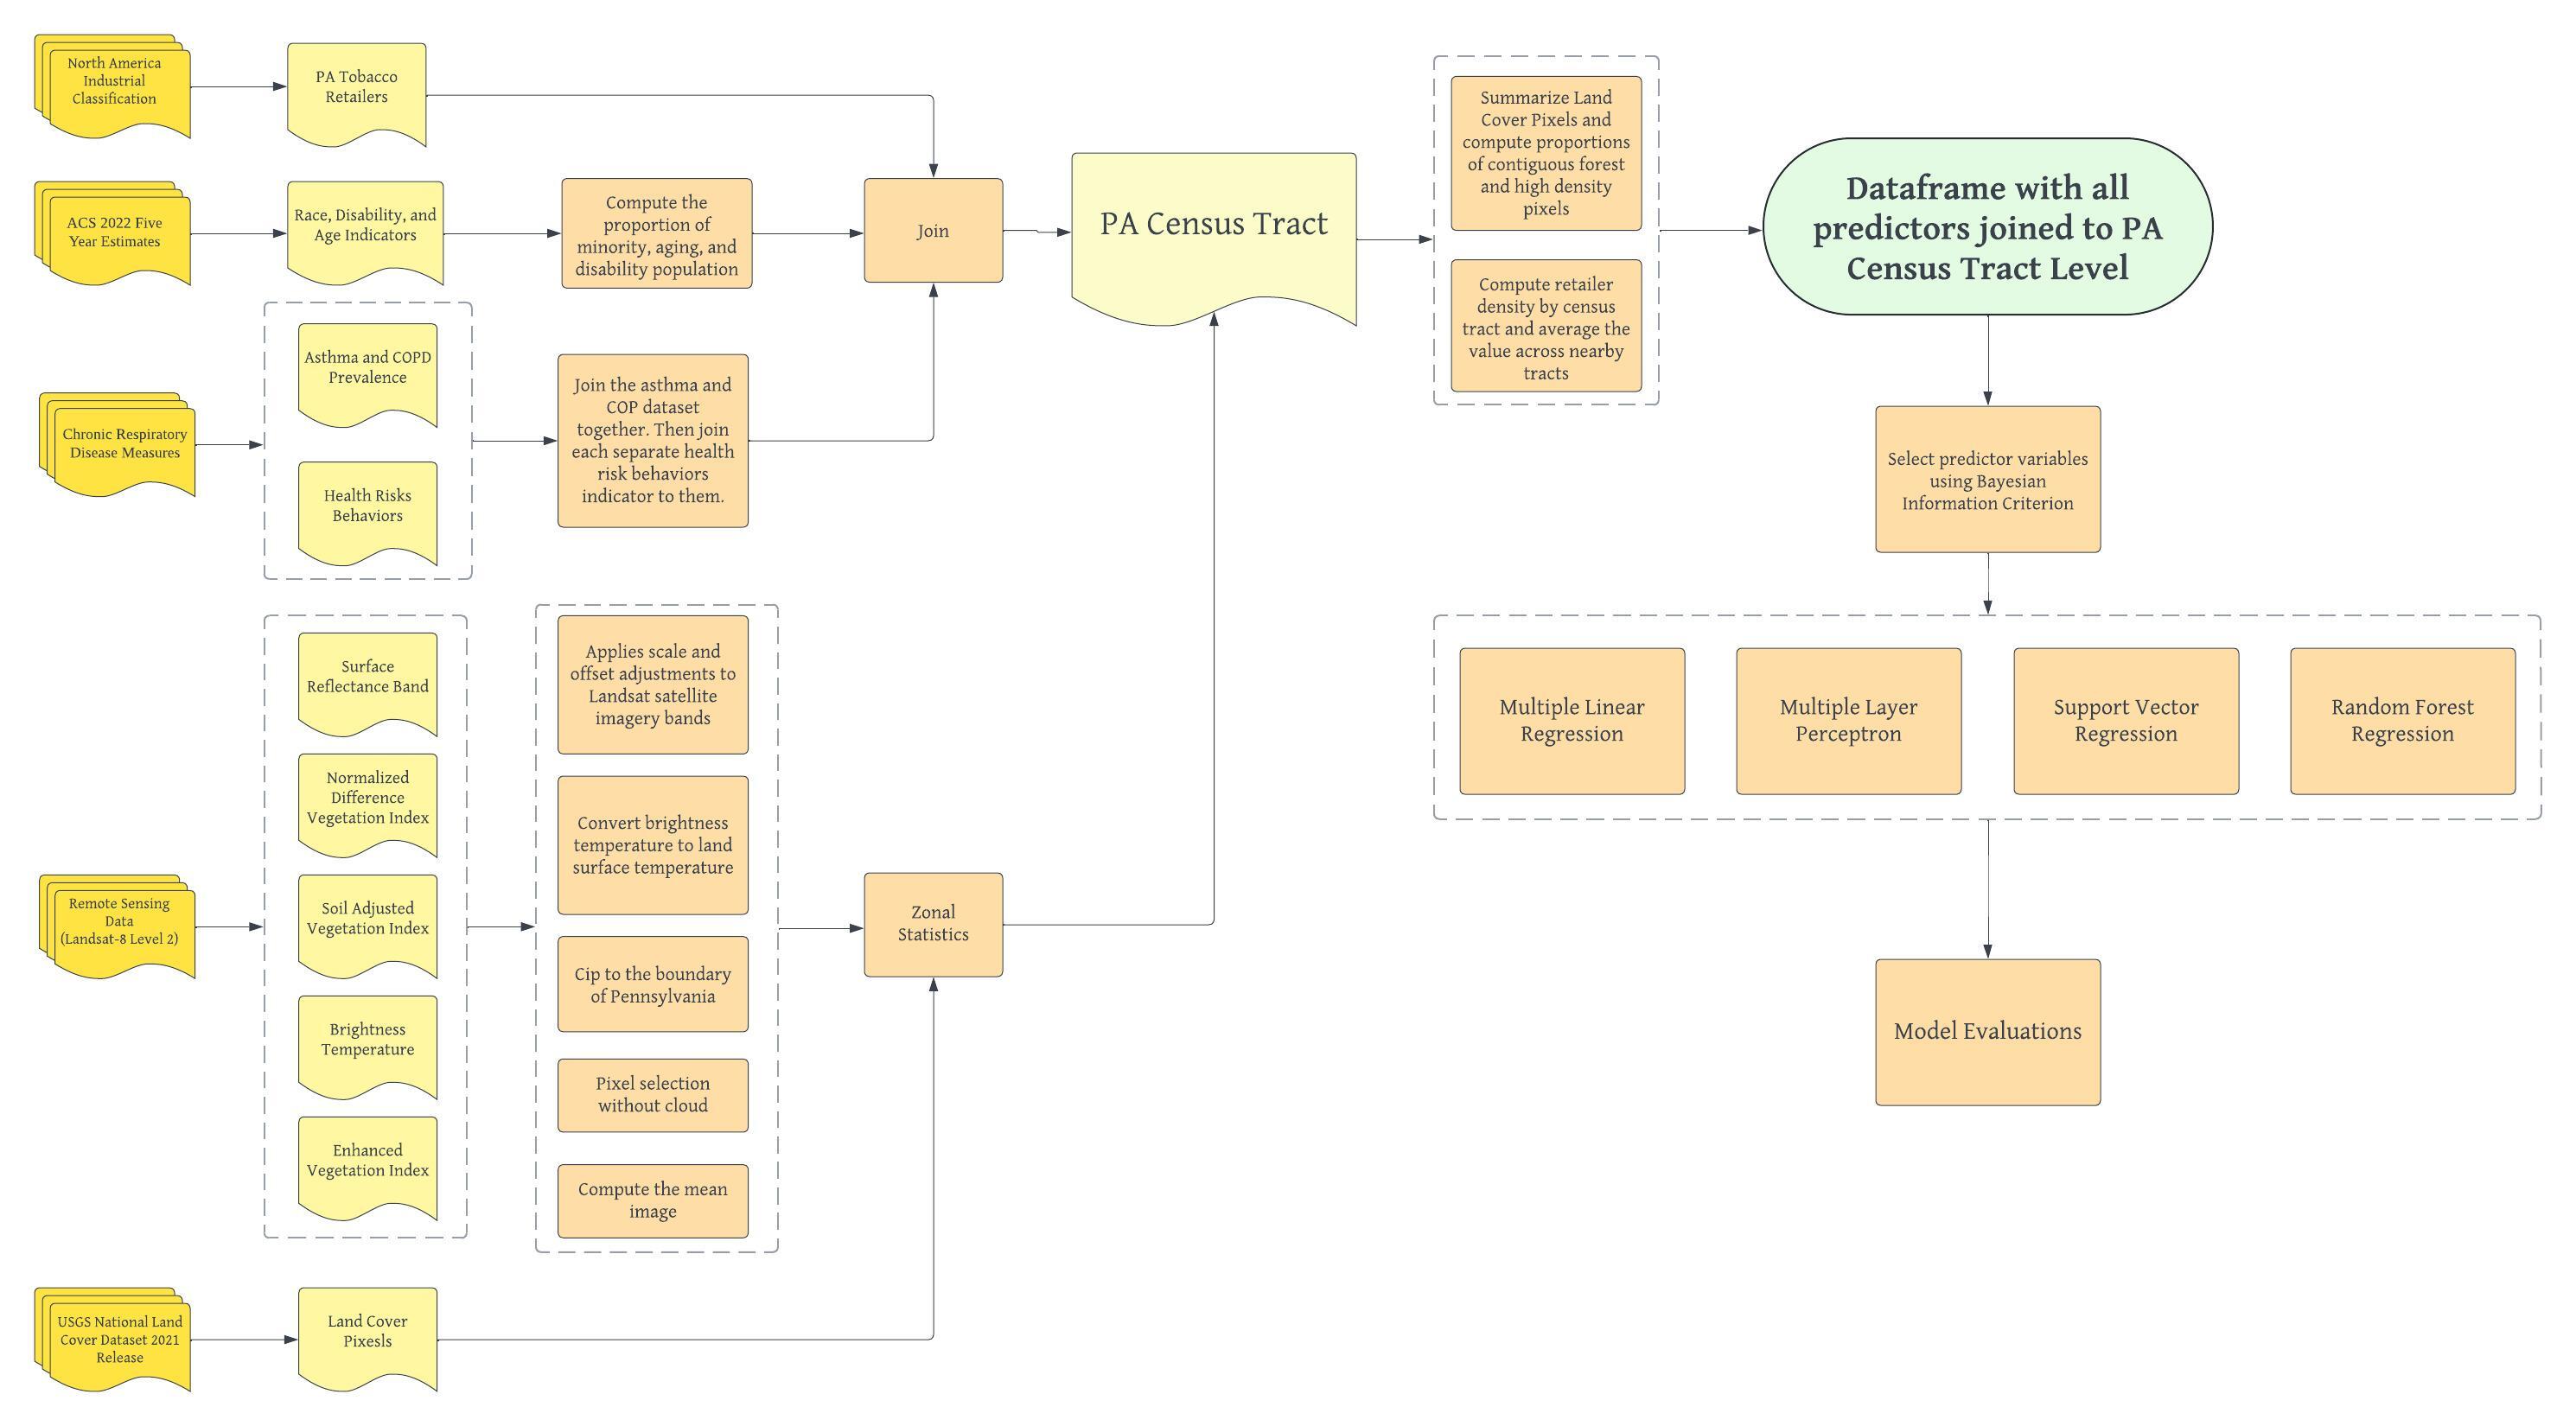 North America
Industrial
Classification
PA Tobacco
Retailers
ACS 2022 Five
Year Estimates
Race, Disability, and
Age Indicators
Compute the
proportion of
minority, aging, and
disability population
Join
PA Census Tract
Summarize Land
Cover Pixels and
compute proportions
of contiguous forest
and high density
pixels
Compute retailer
density by census
tract and average the
value across nearby
tracts
Dataframe with all
predictors joined to PA
Census Tract Level
Chronic Respiratory
Disease Measures
Asthma and COPD
Prevalence
Health Risks
Behaviors
Join the asthma and
COP dataset
together. Then join
each separate health
risk behaviors
indicator to them.
Select predictor variables
using Bayesian
Information Criterion
Multiple Linear
Regression
Multiple Layer
Perceptron
Support Vector
Regression
Random Forest
Regression
Model Evaluations
Remote Sensing
Data
(Landsat-8 Level 2)
Surface
Reflectance Band
Normalized
Difference
Vegetation Index
Soil Adjusted
Vegetation Index
Brightness
Temperature
Enhanced
Vegetation Index
Applies scale and
offset adjustments to
Landsat satellite
imagery bands
Convert brightness
temperature to land
surface temperature
Cip to the boundary
of Pennsylvania
Pixel selection
without cloud
Compute the mean
image
Zonal
Statistics
USGS National Land
Cover Dataset 2021
Release
Land Cover
Pixesls